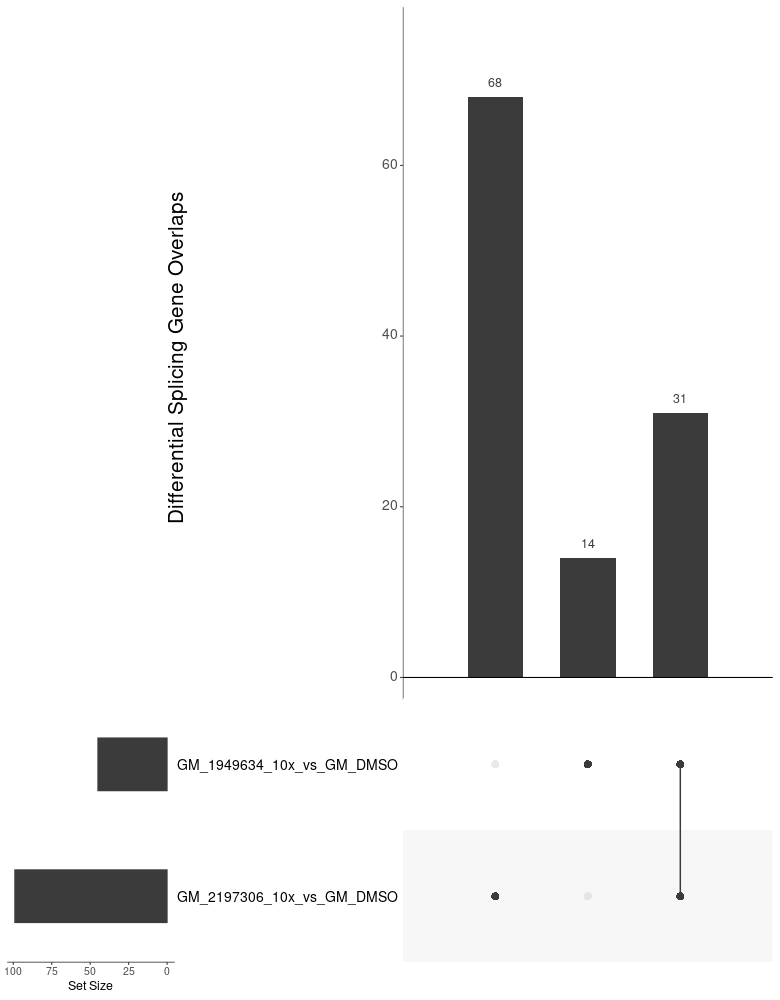 Differential Splicing Gene Overlaps
68
60
40
31
20
14
0
GM_1949634_10x_vs_GM_DMSO
GM_2197306_10x_vs_GM_DMSO
100 75 50 25 0
Set Size